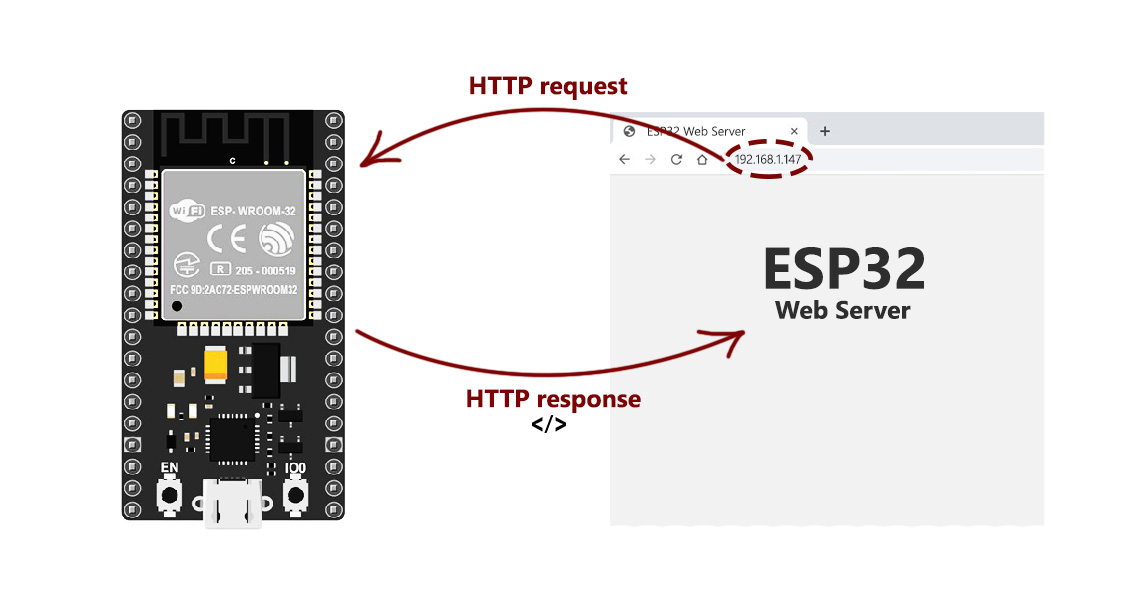 HTTP request
ESP32 Web Server
192.168.1.147
C
WiFi
ESP-WROOM-32
CE
R 205-000519
FCC 9D:2AC72-ESPWROOM32
ESP32
Web Server
HTTP response
</>
EN
IO0